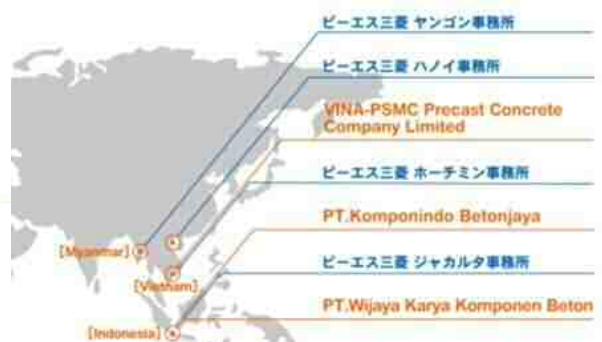 ピーエス三菱 ヤンゴン事務所
ピーエス三菱 ハノイ事務所
VINA-PSMC Precast Concrete
Company Limited
ピーエス三菱 ホーチミン事務所
PT.Komponindo Betonjaya
[Myanmar]
ピーエス三菱 ジャカルタ事務所
[Vietnam]
PT.Wijaya Karya Komponen Beton
[Indonesia]